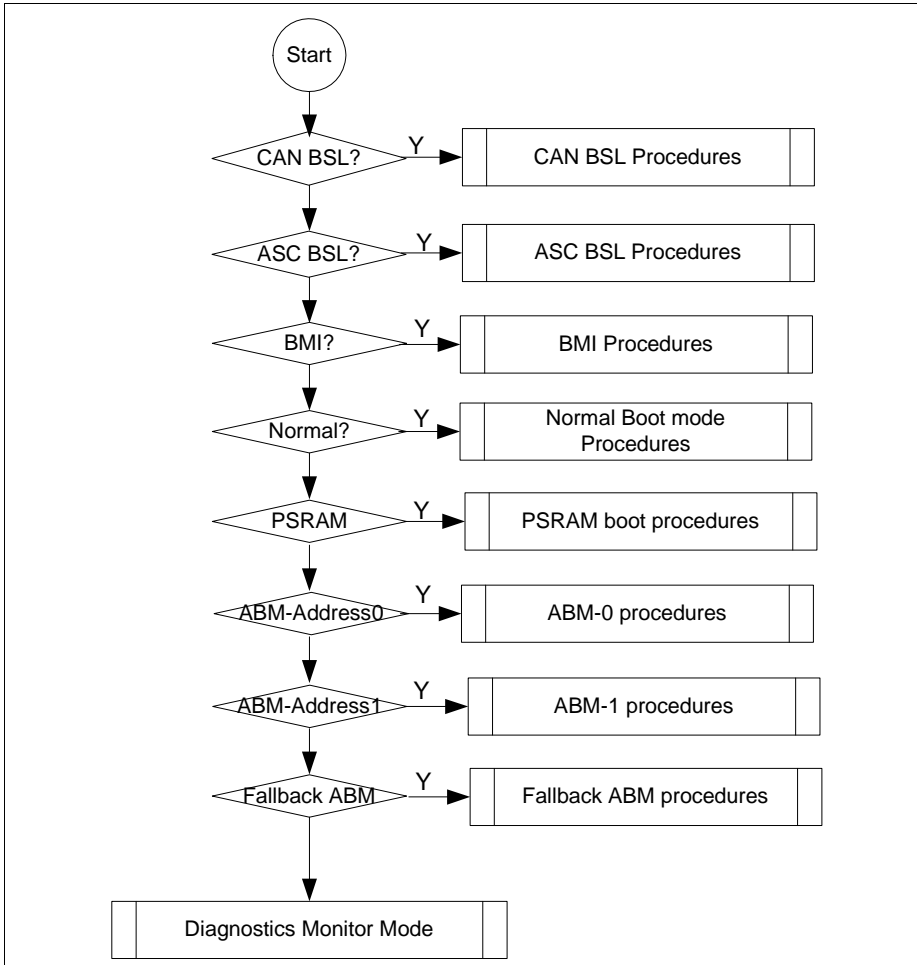 Start
CAN BSL?
Y
CAN BSL Procedures
ASC BSL?
Y
ASC BSL Procedures
BMI?
Y
BMI Procedures
Normal?
Y
Normal Boot mode
Procedures
PSRAM
Y
PSRAM boot procedures
ABM-Address0
Y
ABM-0 procedures
ABM-Address1
Y
ABM-1 procedures
Fallback ABM
Y
Fallback ABM procedures
Diagnostics Monitor Mode